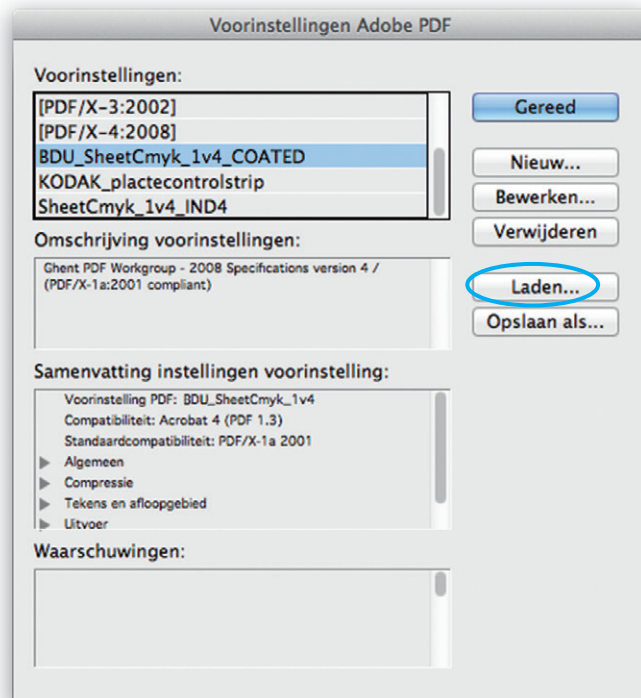 Voorinstellingen Adobe PDF
Voorinstellingen:
[PDF/X-3:2002]
[PDF/X-4:2008]
BDU_SheetCmyk_1v4_COATED
KODAK_plactecontrolstrip
SheetCmyk_1v4_IND4
Gereed
Nieuw...
Bewerken...
Verwijderen
Laden...
Opslaan als...
Omschrijving voorinstellingen:
Ghent PDF Workgroup - 2008 Specifications version 4 /
(PDF/X-1a:2001 compliant)
Samenvatting instellingen voorinstelling:
Voorinstelling PDF: BDU_SheetCmyk_1v4
Compatibiliteit: Acrobat 4 (PDF 1.3)
Standaardcompatibiliteit: PDF/X-1a 2001
Algemeen
Compressie
Tekens en afloopgebied
Uitvoer
Waarschuwingen: